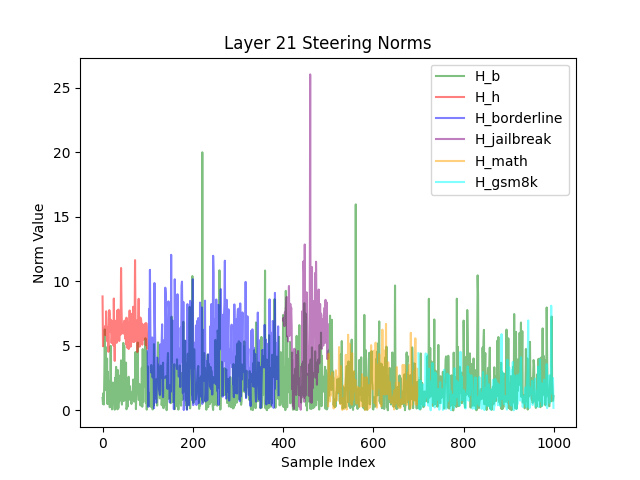 Layer 21 Steering Norms
25
20
15
10
5
0
Norm Value
0
200
400
600
800
1000
Sample Index
H_b
H_h
H_borderline
H_jailbreak
H_math
H_gsm8k